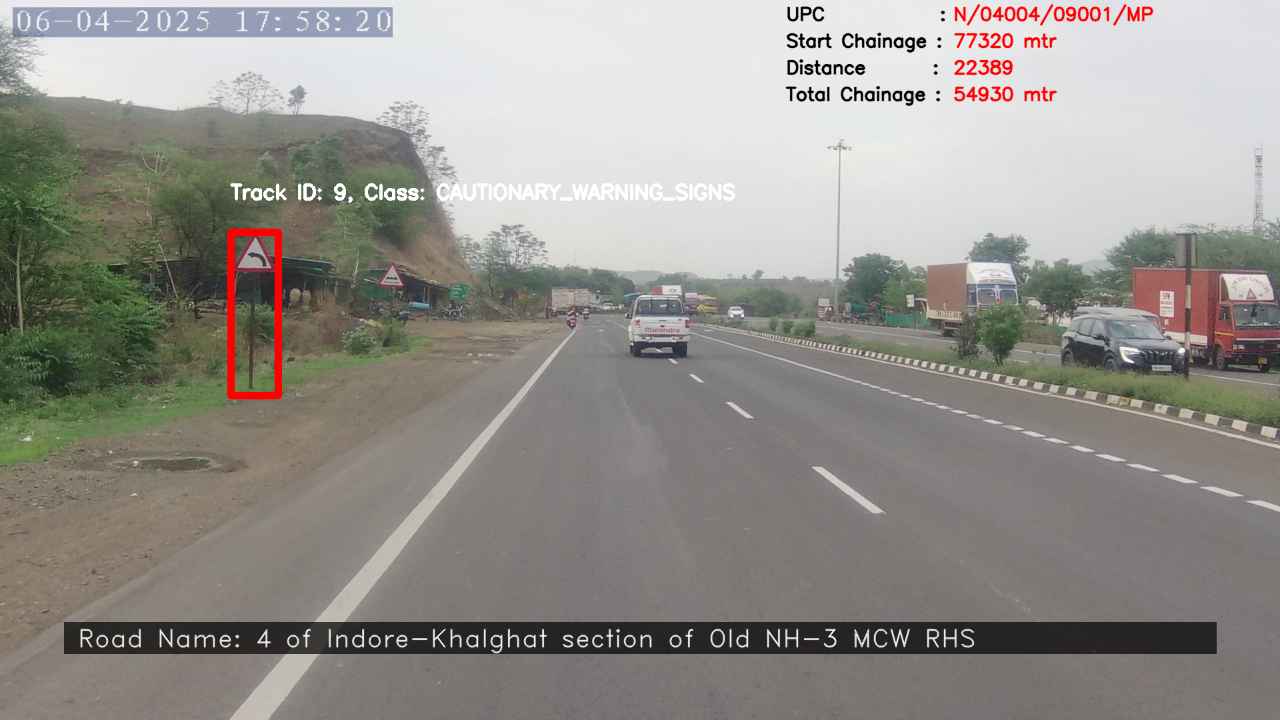 06-04-2025 17:58:20
UPC : N/04004/09001/MP
Start Chainage : 77320 mtr
Distance : 22389
Total Chainage : 54930 mtr
Track ID: 9, Class: CAUTIONARY_WARNING_SIGNS
Mahindra
Road Name: 4 of Indore-Khalghat section of Old NH-3 MCW RHS